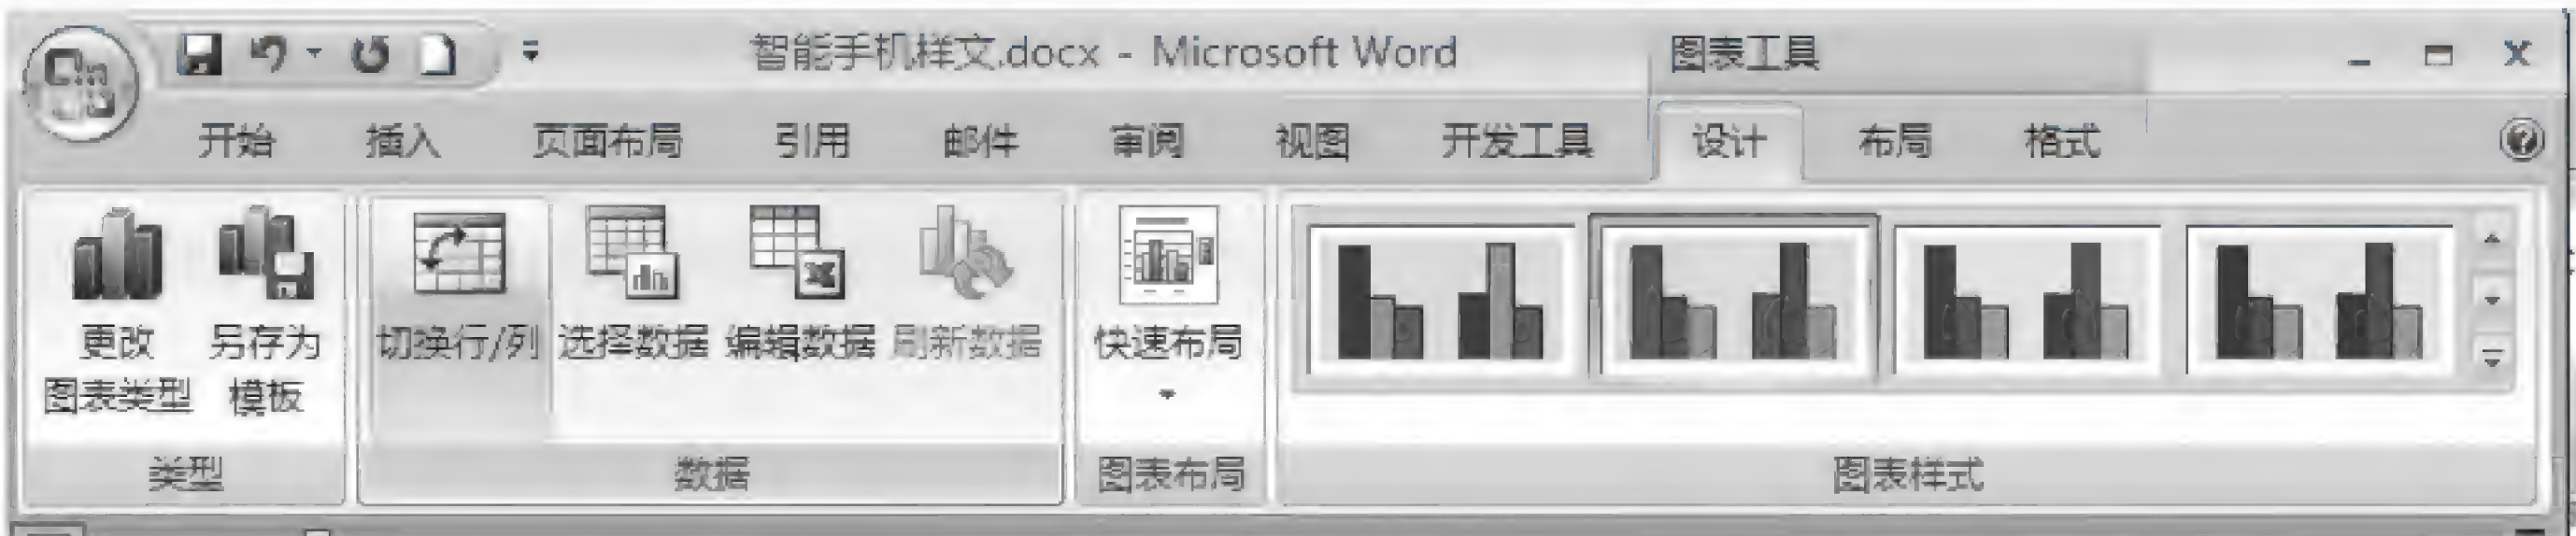 智能手机样文.docx - Microsoft Word 图表工具
开始 插入 页面布局 引用 邮件 审阅 视图 开发工具 设计 布局 格式
更改 另存为 切换行/列 选择数据 编辑数据 刷新数据 快速布局
图表类型 模板
类型 数据 图表布局 图表样式